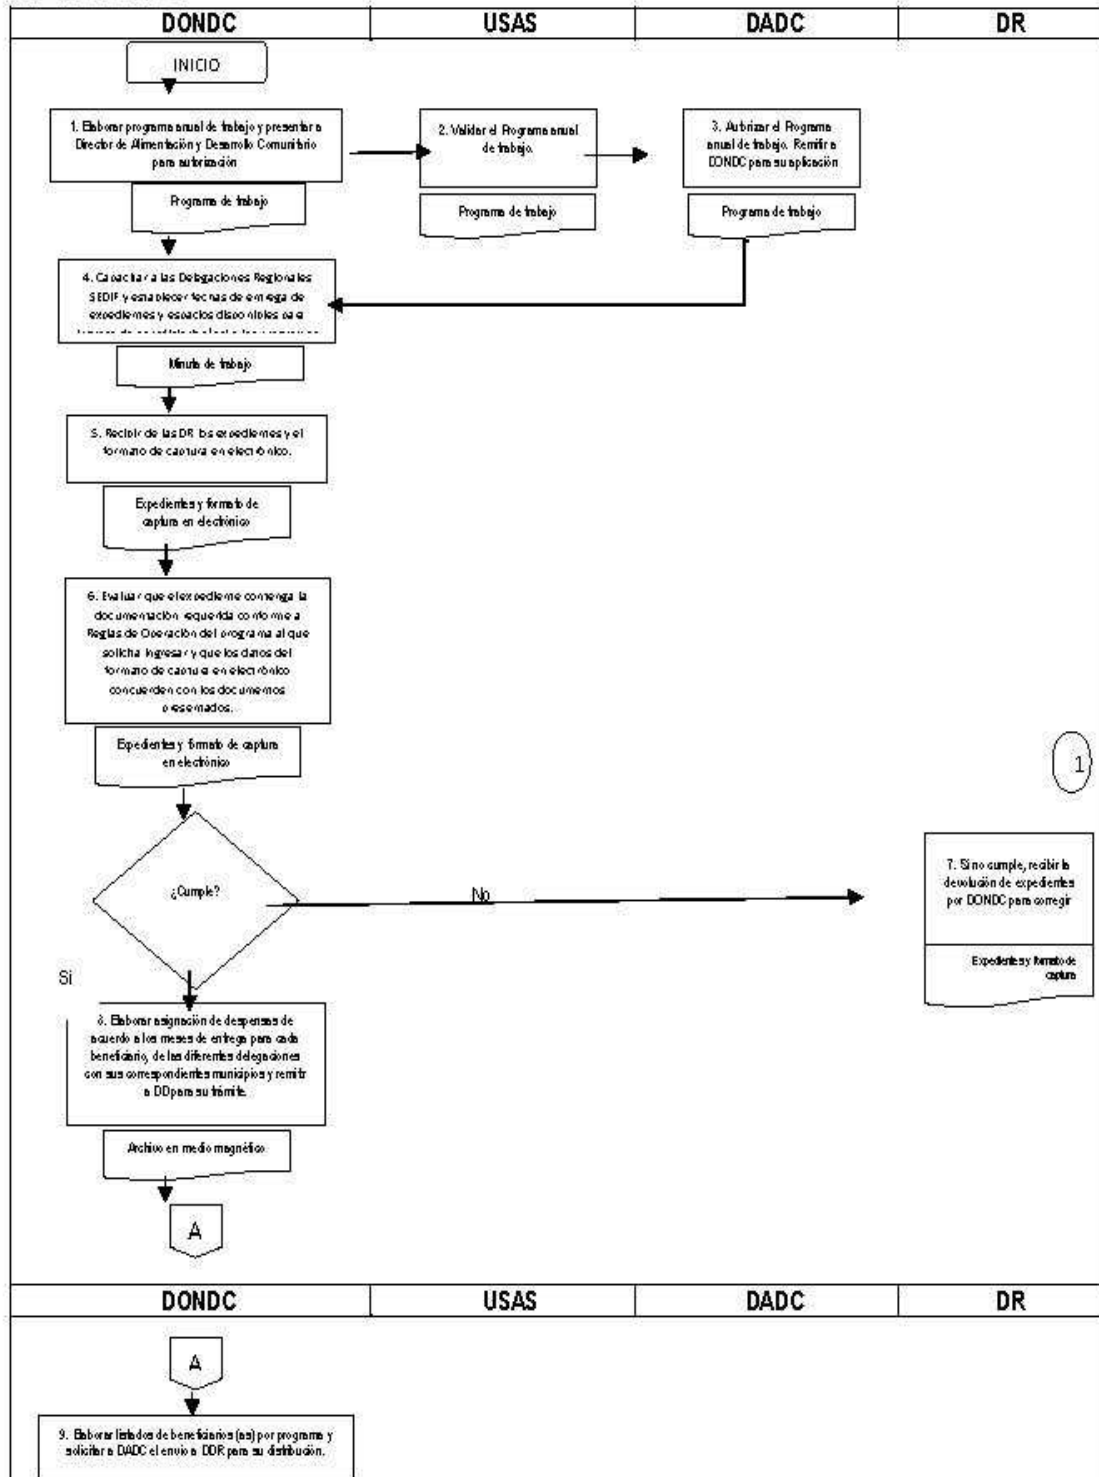 DONDC USAS DADC DR
INICIO
1. Elaborar programa anual de trabajo y presentar a
Director de Alimentación y Desarrollo Comunitario
para autorización
Programa de trabajo
2. Validar el Programa anual
de trabajo.
Programa de trabajo
3. Autorizar el Programa
anual de trabajo. Remitir a
DONDC para su aplicación
Programa de trabajo
4. Capacitar a las Delegaciones Regionales
SEDIF y establecer fechas de entrega de
expedientes y espacios disponibles para
Minuta de trabajo
5. Recibir de las DR los expedientes y el
formato de captura en electrónico.
Expedientes y formato de
captura en electrónico
6. Evaluar que el expediente contenga la
documentación requerida conforme a
Reglas de Operación del programa al que
solicita ingresar y que los datos del
formato de captura en electrónico
concuerden con los documentos
presentados.
Expedientes y formato de captura
en electrónico
1
¿Cumple?
No
7. Si no cumple, recibir la
devolución de expedientes
por DONDC para corregir
Expedientes y formato de
captura
Si
8. Elaborar asignación de despensas de
acuerdo a los meses de entrega para cada
beneficiario, de las diferentes delegaciones
con sus correspondientes municipios y remitir
a DD para su trámite.
Archivo en medio magnético
A
DONDC USAS DADC DR
A
9. Elaborar listados de beneficiarios (as) por programa y
solicitar a DADC el envio a DDR para su distribución.